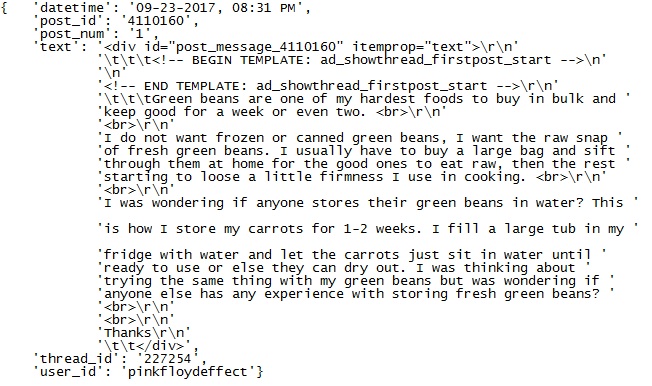 {   'datetime': '09-23-2017, 08:31 PM',
    'post_id': '4110160',
    'post_num': '1',
    'text': '<div id="post_message_4110160" itemprop="text">\r\n'
            '\t\t\t<!-- BEGIN TEMPLATE: ad_showthread_firstpost_start -->\n'
            '\n'
            '<!-- END TEMPLATE: ad_showthread_firstpost_start -->\r\n'
            '\t\t\tGreen beans are one of my hardest foods to buy in bulk and '
            'keep good for a week or even two. <br>\r\n'
            '<br>\r\n'
            'I do not want frozen or canned green beans, I want the raw snap '
            'of fresh green beans. I usually have to buy a large bag and sift '
            'through them at home for the good ones to eat raw, then the rest '
            'starting to loose a little firmness I use in cooking. <br>\r\n'
            '<br>\r\n'
            'I was wondering if anyone stores their green beans in water? This '
            'is how I store my carrots for 1-2 weeks. I fill a large tub in my '
            'fridge with water and let the carrots just sit in water until '
            'ready to use or else they can dry out. I was thinking about '
            'trying the same thing with my green beans but was wondering if '
            'anyone else has any experience with storing fresh green beans? '
            '<br>\r\n'
            '<br>\r\n'
            'Thanks\r\n'
            '\t\t</div>',
    'thread_id': '227254',
    'user_id': 'pinkfloydeffect'}